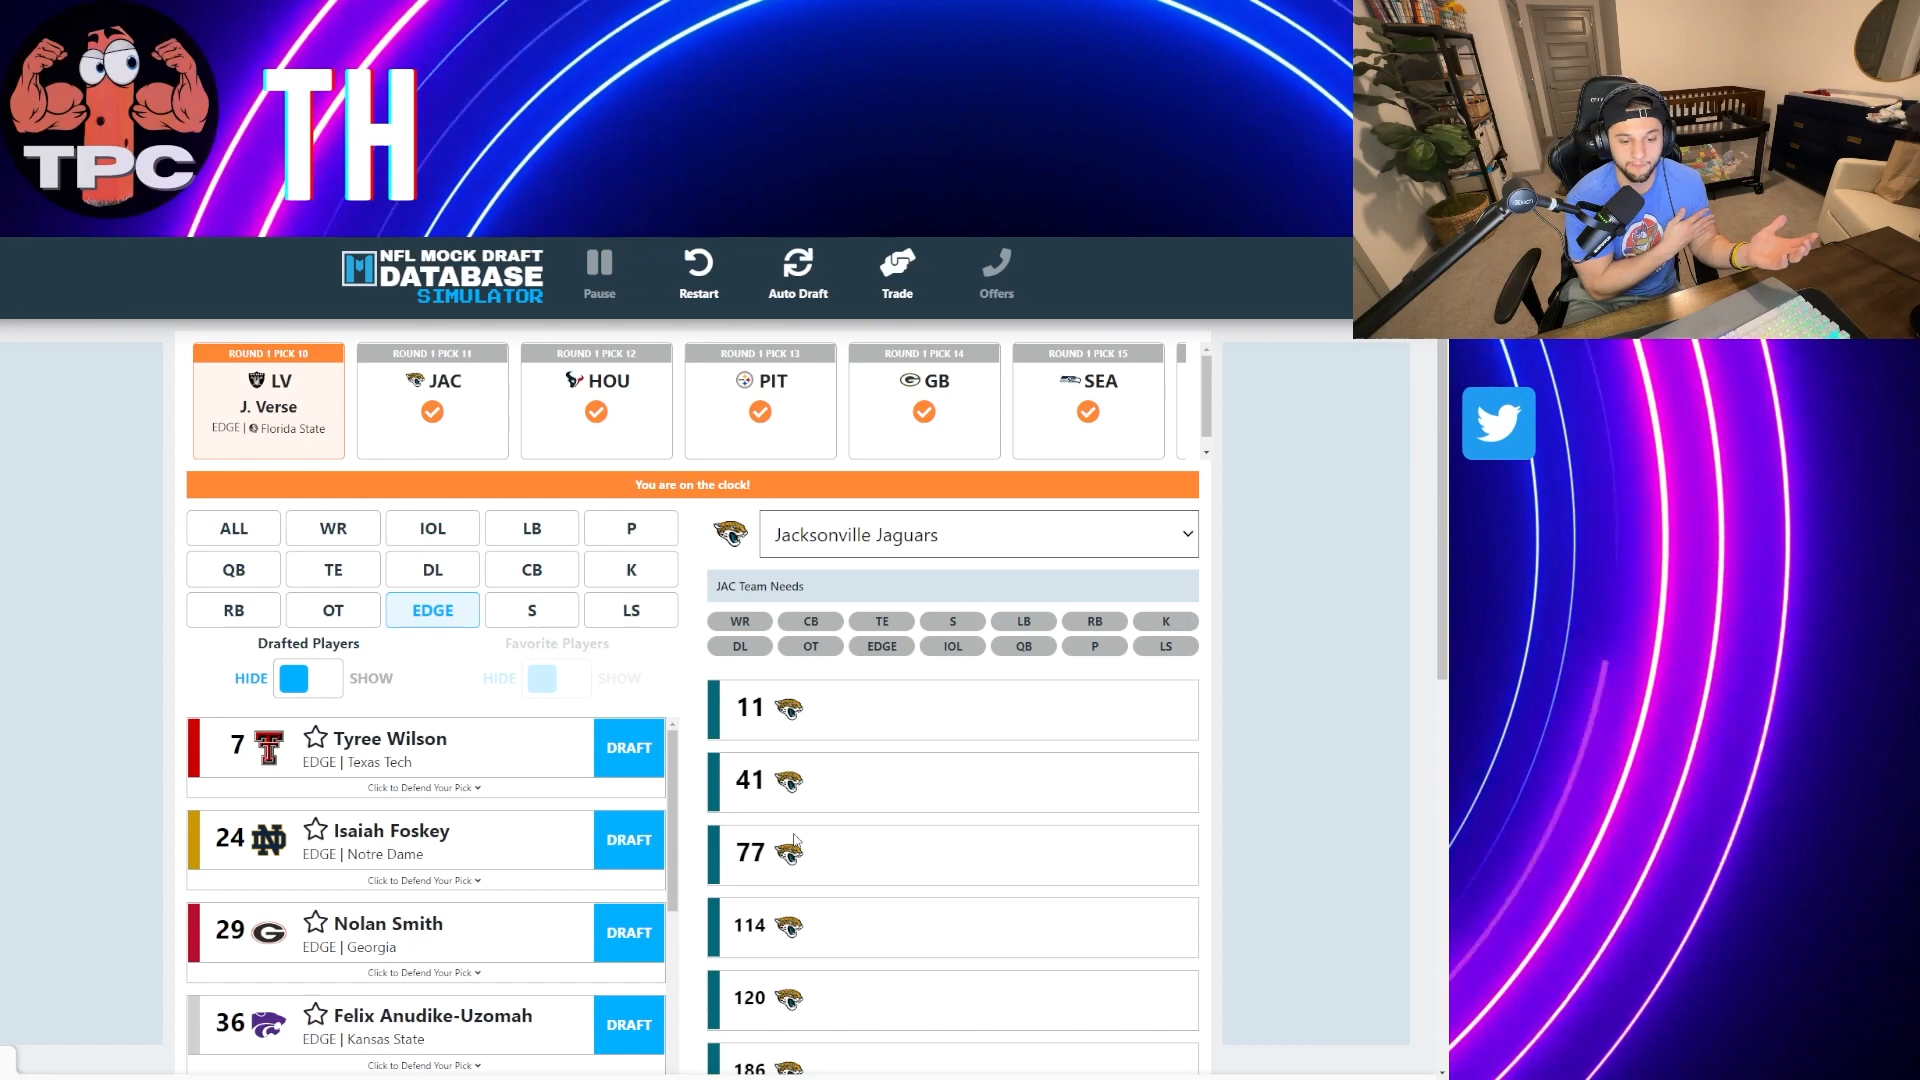 TPC
TH
NFL MOCK DRAFT
DATABASE
SIMULATOR
Pause
Restart
Auto Draft
Trade
Offers
ROUND 1 PICK 10
LV
J. Verse
EDGE | Florida State
ROUND 1 PICK 11
JAC
ROUND 1 PICK 12
HOU
ROUND 1 PICK 13
PIT
ROUND 1 PICK 14
GB
ROUND 1 PICK 15
SEA
You are on the clock!
ALL WR IOL LB P
QB TE DL CB K
RB OT EDGE S LS
Drafted Players
HIDE SHOW
Favorite Players
HIDE SHOW
7 Tyree Wilson
EDGE | Texas Tech
DRAFT
Click to Defend Your Pick
24 Isaiah Foskey
EDGE | Notre Dame
DRAFT
Click to Defend Your Pick
29 Nolan Smith
EDGE | Georgia
DRAFT
Click to Defend Your Pick
36 Felix Anudike-Uzomah
EDGE | Kansas State
DRAFT
Click to Defend Your Pick
Jacksonville Jaguars
JAC Team Needs
WR CB TE S LB RB K
DL OT EDGE IOL QB P LS
11
41
77
114
120
186